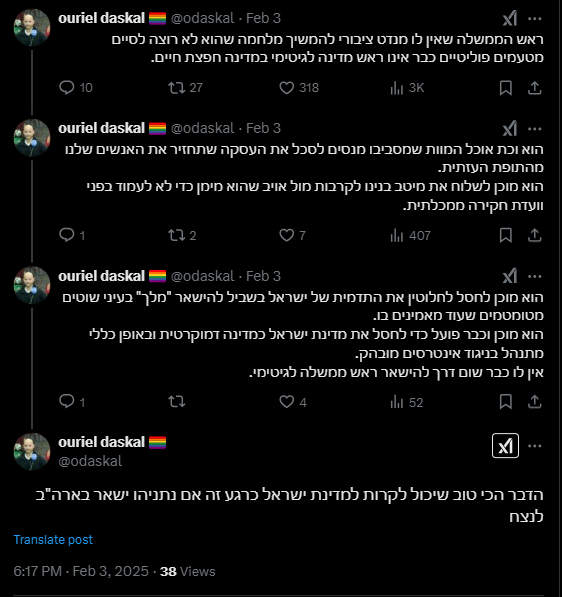 ouriel daskal 🏳️‍🌈 @odaskal · Feb 3
ראש הממשלה שאין לו מנדט ציבורי להמשיך מלחמה שהוא לא רוצה לסיים
מטעמים פוליטיים כבר אינו ראש מדינה לגיטימי במדינה חפצת חיים.
10 27 318 3K
ouriel daskal 🏳️‍🌈 @odaskal · Feb 3
הוא וכת אוכל המוות שמסביבו מנסים לסכל את העסקה שתחזיר את האנשים שלנו
מהתופת העזתית.
הוא מוכן לשלוח את מיטב בנינו לקרבות מול אויב שהוא מימן כדי לא לעמוד בפני
וועדת חקירה ממכלתית.
1 2 7 407
ouriel daskal 🏳️‍🌈 @odaskal · Feb 3
הוא מוכן לחסל לחלוטין את התדמית של ישראל בשביל להישאר "מלך" בעיני שוטים
מטומטמים שעוד מאמינים בו.
הוא מוכן וכבר פועל כדי לחסל את מדינת ישראל כמדינה דמוקרטית ובאופן כללי
מתנהל בניגוד אינטרסים מובהק.
אין לו כבר שום דרך להישאר ראש ממשלה לגיטימי.
1 4 52
ouriel daskal 🏳️‍🌈
@odaskal
הדבר הכי טוב שיכול לקרות למדינת ישראל כרגע זה אם נתניהו ישאר בארה"ב
לנצח
Translate post
6:17 PM · Feb 3, 2025 · 38 Views